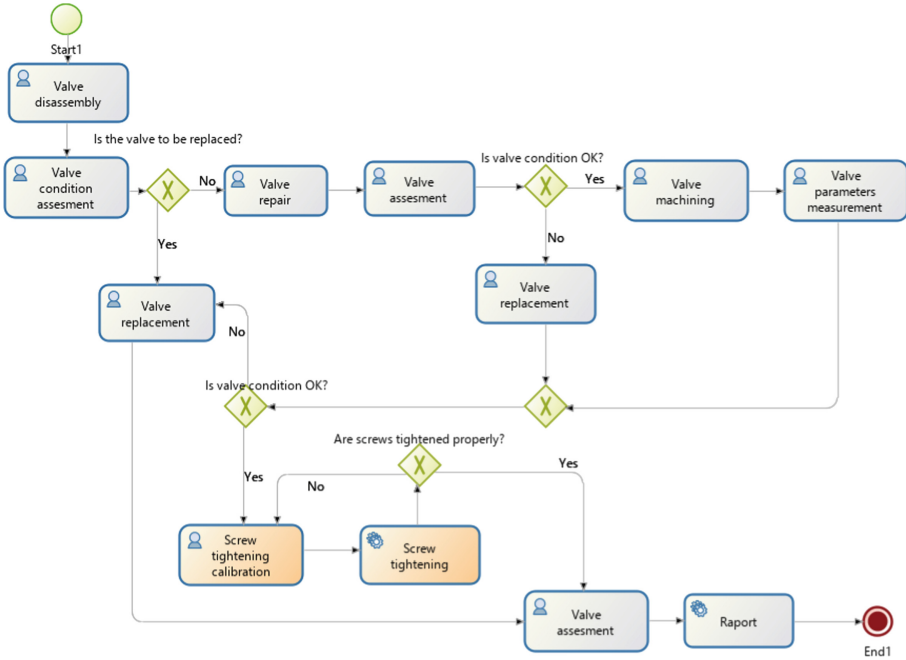 Start1
Valve
disassembly
Is the valve to be replaced?
Valve
condition
assesment
No
Valve
repair
Valve
assesment
Is valve condition OK?
Yes
Valve
machining
Valve
parameters
measurement
Yes
No
Valve
replacement
Valve
replacement
No
Is valve condition OK?
Are screws tightened properly?
Yes
No
Yes
Screw
tightening
calibration
Screw
tightening
Valve
assesment
Raport
End1